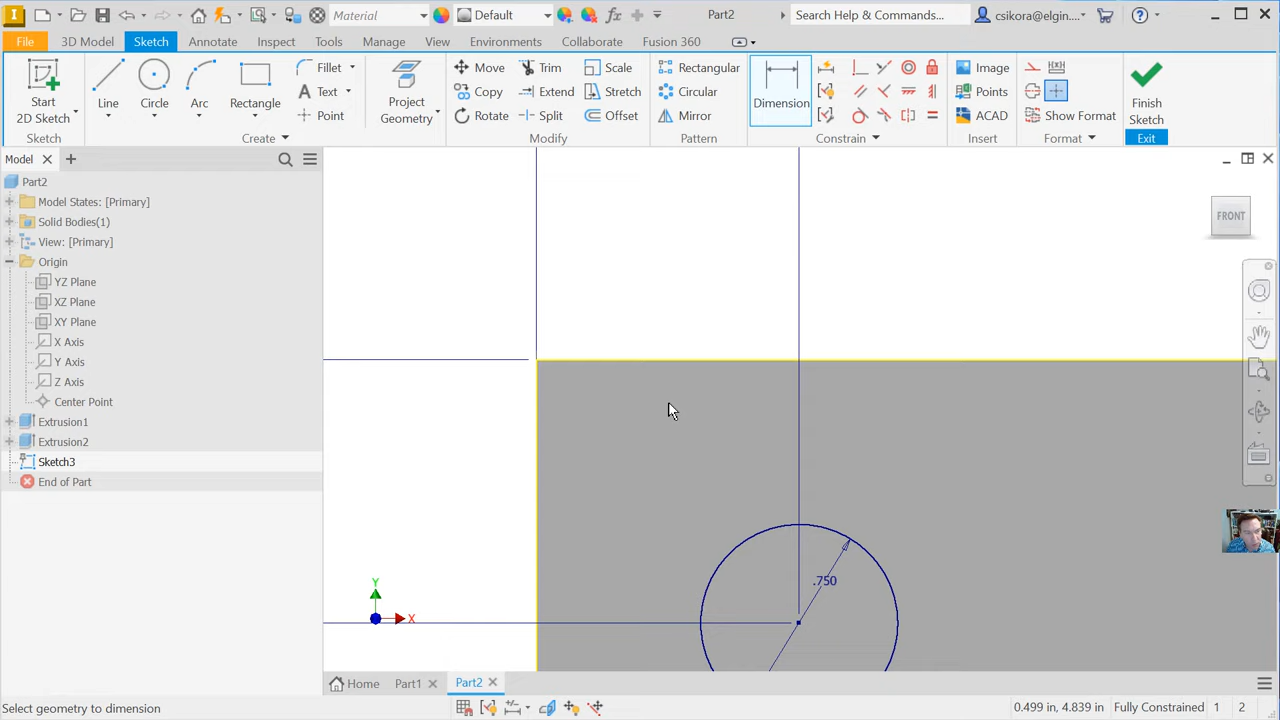 Material
Default
Part2
Search Help & Commands...
csikora@elgin....
File
3D Model
Sketch
Annotate
Inspect
Tools
Manage
View
Environments
Collaborate
Fusion 360
Start
2D Sketch
Sketch
Line
Circle
Arc
Rectangle
Fillet
Text
Point
Create
Project
Geometry
Move
Copy
Rotate
Trim
Extend
Split
Scale
Stretch
Offset
Modify
Rectangular
Circular
Mirror
Pattern
Dimension
Constrain
Image
Points
ACAD
Insert
Show Format
Format
Finish
Sketch
Exit
Model
Part2
Model States: [Primary]
Solid Bodies(1)
View: [Primary]
Origin
YZ Plane
XZ Plane
XY Plane
X Axis
Y Axis
Z Axis
Center Point
Extrusion1
Extrusion2
Sketch3
End of Part
FRONT
.750
Y
X
Home
Part1
Part2
Select geometry to dimension
0.499 in, 4.839 in
Fully Constrained
1
2